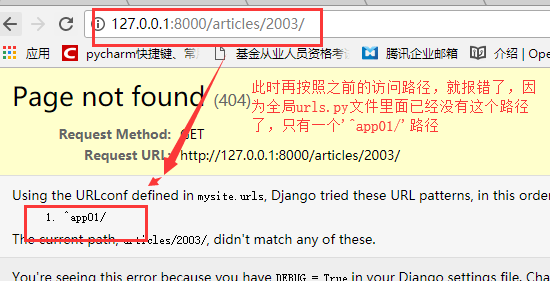 127.0.0.1:8000/articles/2003/
应用 pycharm快捷键、常 基金从业人员资格考 腾讯企业邮箱 介绍 | Ope
Page not found (404)
此时再按照之前的访问路径，就报错了，因
为全局urls.py文件里面已经没有这个路径
了，只有一个'^app01/'路径
Request Method: GET
Request URL: http://127.0.0.1:8000/articles/2003/
Using the URLconf defined in mysite.urls, Django tried these URL patterns, in this order
1. ^app01/
The current path, articles/2003/, didn't match any of these.
You're seeing this error because you have DEBUG = True in your Django settings file. Cha